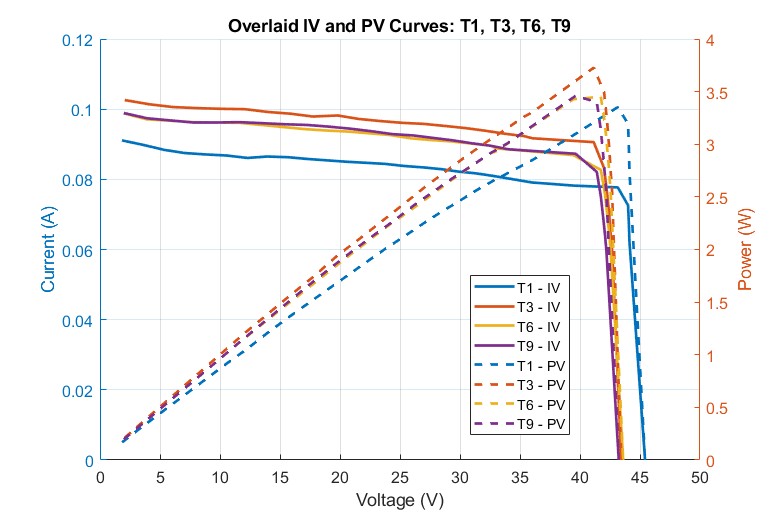 Overlaid IV and PV Curves: T1, T3, T6, T9
Current (A)
0.12
0.1
0.08
0.06
0.04
0.02
0
4
3.5
3
2.5
2
1.5
1
0.5
0
Power (W)
T1 - IV
T3 - IV
T6 - IV
T9 - IV
T1 - PV
T3 - PV
T6 - PV
T9 - PV
0 5 10 15 20 25 30 35 40 45 50
Voltage (V)